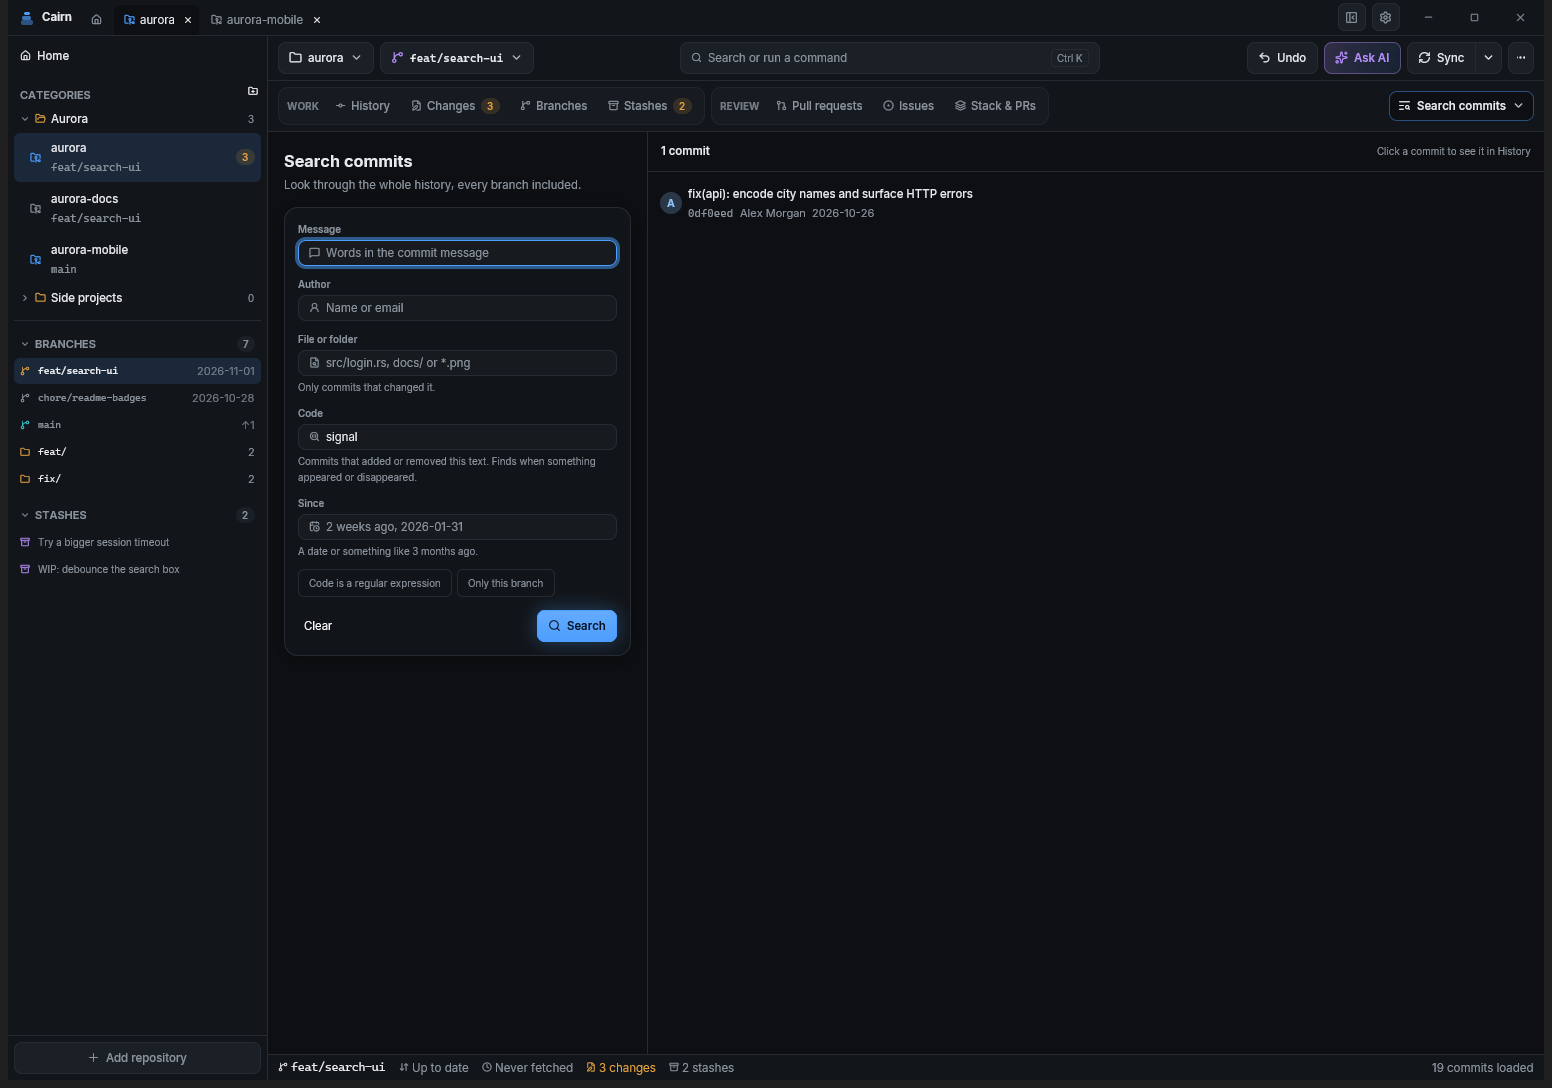 Cairn
aurora
aurora-mobile
Home
aurora
feat/search-ui
Search or run a command
Ctrl K
Undo
Ask AI
Sync
CATEGORIES
Aurora
3
aurora
feat/search-ui
3
aurora-docs
feat/search-ui
aurora-mobile
main
Side projects
0
BRANCHES
7
feat/search-ui
2026-11-01
chore/readme-badges
2026-10-28
main
↑1
feat/
2
fix/
2
STASHES
2
Try a bigger session timeout
WIP: debounce the search box
Add repository
WORK
History
Changes
3
Branches
Stashes
2
REVIEW
Pull requests
Issues
Stack & PRs
Search commits
Search commits
Look through the whole history, every branch included.
Message
Words in the commit message
Author
Name or email
File or folder
src/login.rs, docs/ or *.png
Only commits that changed it.
Code
signal
Commits that added or removed this text. Finds when something
appeared or disappeared.
Since
2 weeks ago, 2026-01-31
A date or something like 3 months ago.
Code is a regular expression
Only this branch
Clear
Search
1 commit
Click a commit to see it in History
A
fix(api): encode city names and surface HTTP errors
0df0eed Alex Morgan 2026-10-26
feat/search-ui
Up to date
Never fetched
3 changes
2 stashes
19 commits loaded